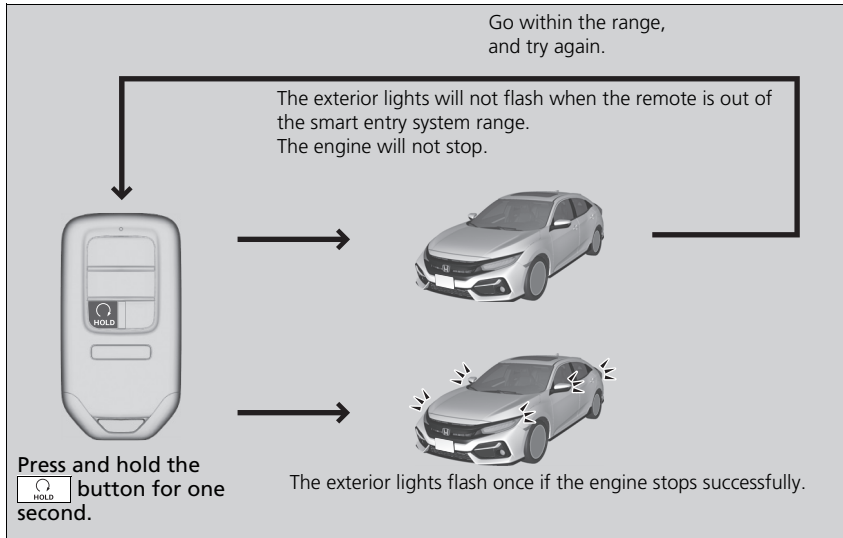 Go within the range,
and try again.
The exterior lights will not flash when the remote is out of
the smart entry system range.
The engine will not stop.
HOLD
Press and hold the
HOLD button for one
second.
The exterior lights flash once if the engine stops successfully.